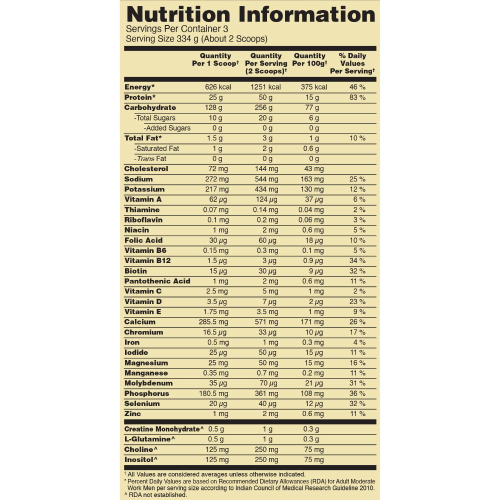 Nutrition Information
Servings Per Container 3
Serving Size 334 g (About 2 Scoops)
Quantity Per 1 Scoop† Quantity Per Serving (2 Scoops)† Quantity Per 100g† % Daily Values Per Serving†
Energy* 626 kcal 1251 kcal 375 kcal 46 %
Protein* 25 g 50 g 15 g 83 %
Carbohydrate 128 g 256 g 77 g
-Total Sugars 10 g 20 g 6 g
-Added Sugars 0 g 0 g 0 g
Total Fat* 1.5 g 3 g 1 g 10 %
-Saturated Fat 1 g 2 g 0.6 g
-Trans Fat 0 g 0 g 0 g
Cholesterol 72 mg 144 mg 43 mg
Sodium 272 mg 544 mg 163 mg 25 %
Potassium 217 mg 434 mg 130 mg 12 %
Vitamin A 62 µg 124 µg 37 µg 6 %
Thiamine 0.07 mg 0.14 mg 0.04 mg 2 %
Riboflavin 0.1 mg 0.2 mg 0.06 mg 3 %
Niacin 1 mg 2 mg 0.6 mg 5 %
Folic Acid 30 µg 60 µg 18 µg 10 %
Vitamin B6 0.15 mg 0.3 mg 0.1 mg 5 %
Vitamin B12 1.5 µg 3 µg 0.9 µg 34 %
Biotin 15 µg 30 µg 9 µg 32 %
Pantothenic Acid 1 mg 2 mg 0.6 mg 11 %
Vitamin C 2.5 mg 5 mg 1 mg 2 %
Vitamin D 3.5 µg 7 µg 2 µg 23 %
Vitamin E 1.75 mg 3.5 mg 1 mg 9 %
Calcium 285.5 mg 571 mg 171 mg 26 %
Chromium 16.5 µg 33 µg 10 µg 17 %
Iron 0.5 mg 1 mg 0.3 mg 4 %
Iodide 25 µg 50 µg 15 µg 11 %
Magnesium 25 mg 50 mg 15 mg 16 %
Manganese 0.35 mg 0.7 mg 0.2 mg 11 %
Molybdenum 35 µg 70 µg 21 µg 31 %
Phosphorus 180.5 mg 361 mg 108 mg 36 %
Selenium 20 µg 40 µg 12 µg 32 %
Zinc 1 mg 2 mg 0.6 mg 11 %
Creatine Monohydrate^ 0.5 g 1 g 0.3 g
L-Glutamine^ 0.5 g 1 g 0.3 g
Choline^ 125 mg 250 mg 75 mg
Inositol^ 125 mg 250 mg 75 mg
† All Values are considered averages unless otherwise indicated.
* Percent Daily Values are based on Recommended Dietary Allowances (RDA) for Adult Moderate
Work Men per serving size according to Indian Council of Medical Research Guideline 2010.
^ RDA not established.